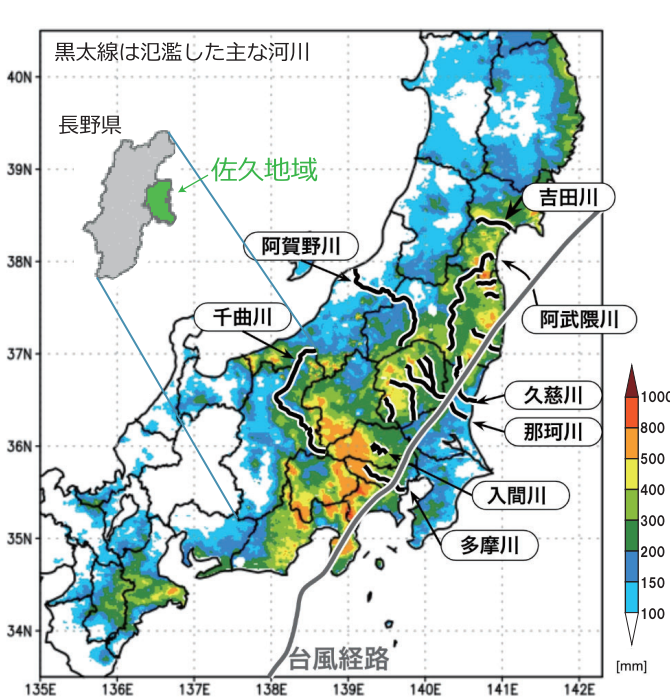 黒太線は氾濫した主な河川
40N
長野県
39N
佐久地域
吉田川
阿賀野川
38N
千曲川
阿武隈川
37N
久慈川
那珂川
36N
入間川
35N
多摩川
34N
台風経路
135E
136E
137E
138E
139E
140E
141E
142E
1000
800
500
400
300
200
150
100
[mm]